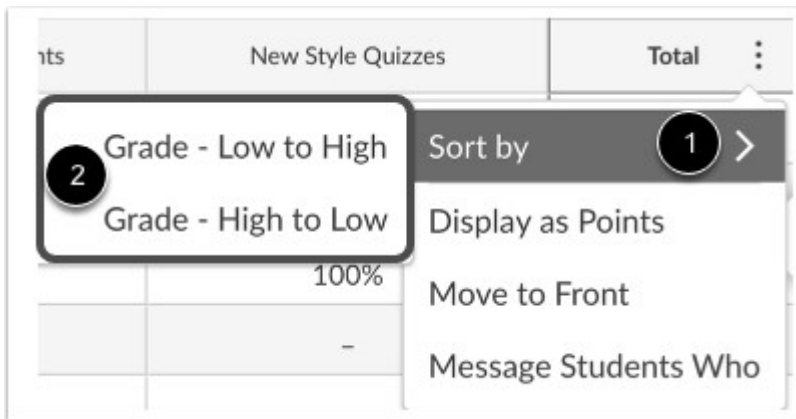 nts New Style Quizzes Total
Grade - Low to High Sort by 1
2
Grade - High to Low Display as Points
100% Move to Front
–
Message Students Who